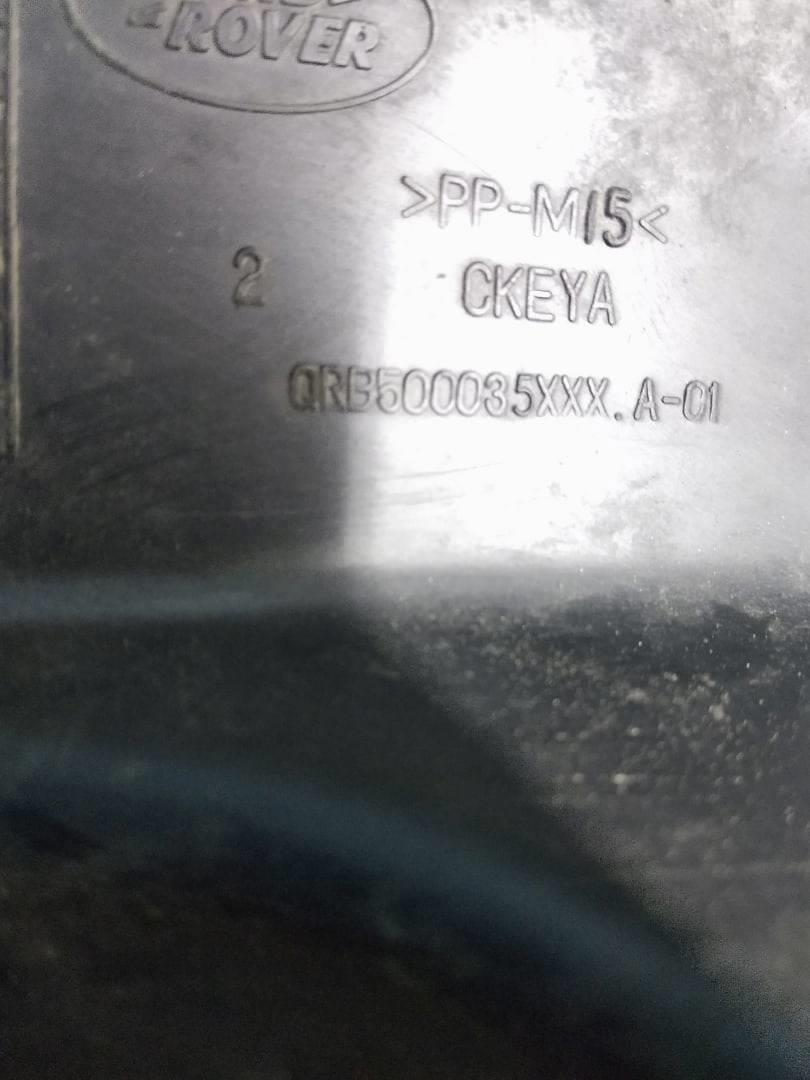 & ROVER
>PP-M15<
2 CKEYA
QRB500035XXX.A-01